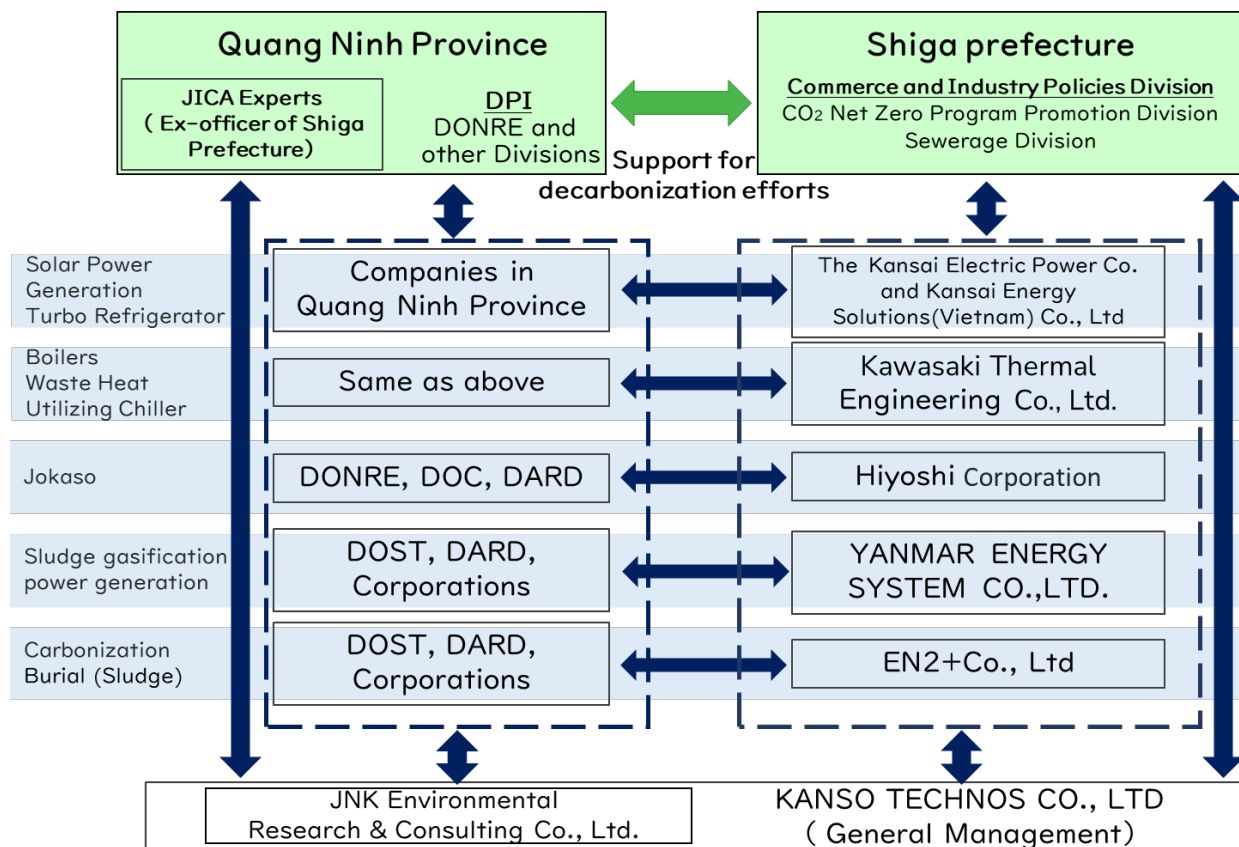 Quang Ninh Province
JICA Experts
( Ex-officer of Shiga
Prefecture)
DPI
DONRE and
other Divisions
Support for
decarbonization efforts
Shiga prefecture
Commerce and Industry Policies Division
CO2 Net Zero Program Promotion Division
Sewerage Division
Solar Power
Generation
Turbo Refrigerator
Companies in
Quang Ninh Province
The Kansai Electric Power Co.
and Kansai Energy
Solutions(Vietnam) Co., Ltd
Boilers
Waste Heat
Utilizing Chiller
Same as above
Kawasaki Thermal
Engineering Co., Ltd.
Jokaso
DONRE, DOC, DARD
Hiyoshi Corporation
Sludge gasification
power generation
DOST, DARD,
Corporations
YANMAR ENERGY
SYSTEM CO.,LTD.
Carbonization
Burial (Sludge)
DOST, DARD,
Corporations
EN2+Co., Ltd
JNK Environmental
Research & Consulting Co., Ltd.
KANSO TECHNOS CO., LTD
( General Management)